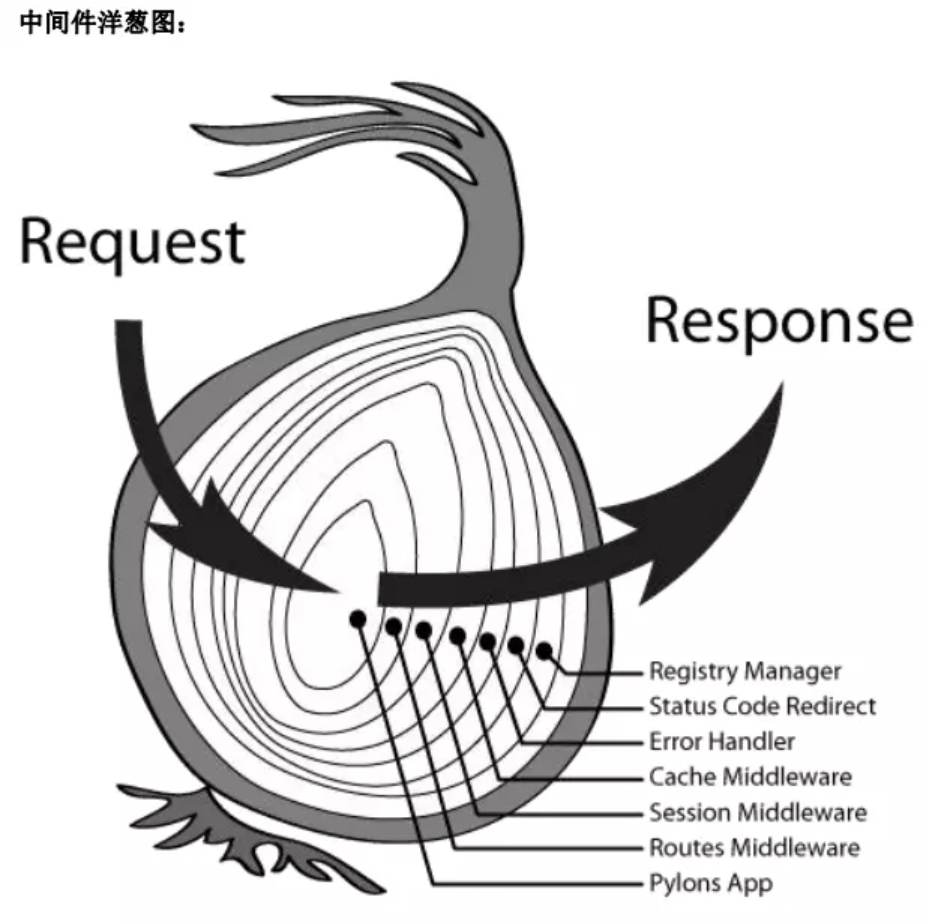 中间件洋葱图:
Request
Response
Registry Manager
Status Code Redirect
Error Handler
Cache Middleware
Session Middleware
Routes Middleware
Pylons App